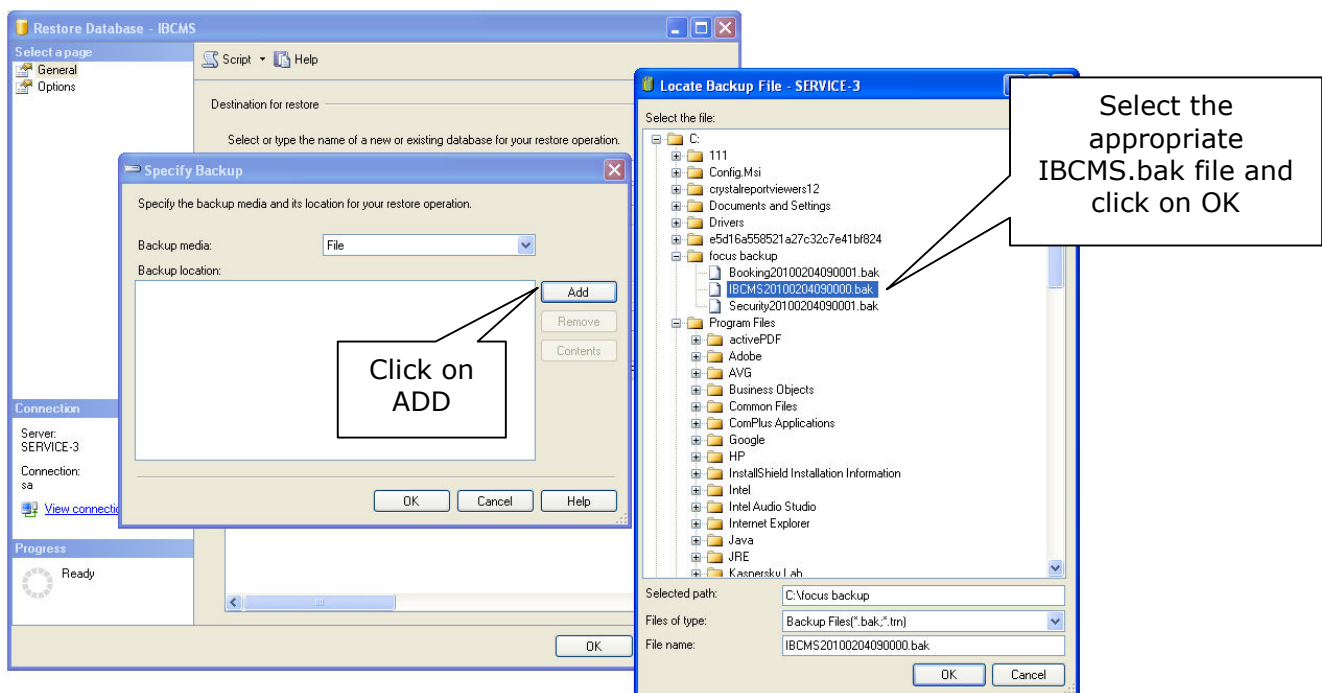 Restore Database - IBCMS
Select a page
General
Options
Script
Help
Destination for restore
Select or type the name of a new or existing database for your restore operation.
Connection
Server:
SERVICE-3
Connection:
sa
Progress
Ready
OK
Specify Backup
Specify the backup media and its location for your restore operation.
Backup media:
File
Backup location:
Add
Remove
Contents
Click on
ADD
OK
Cancel
Help
Locate Backup File - SERVICE-3
Select the file:
C:
111
Config.Msi
crystalreportviewers12
Documents and Settings
Drivers
e5d16a558521a27c32c7e41bf824
focus backup
Booking20100204090001.bak
IBCMS20100204090000.bak
Security20100204090001.bak
Program Files
activePDF
Adobe
AVG
Business Objects
Common Files
ComPlus Applications
Google
HP
InstallShield Installation Information
Intel
Intel Audio Studio
Internet Explorer
Java
JRE
Kaspersky Lab
Selected path:
C:\focus backup
Files of type:
Backup Files(*.bak;*.trn)
File name:
IBCMS20100204090000.bak
OK
Cancel
Select the
appropriate
IBCMS.bak file and
click on OK